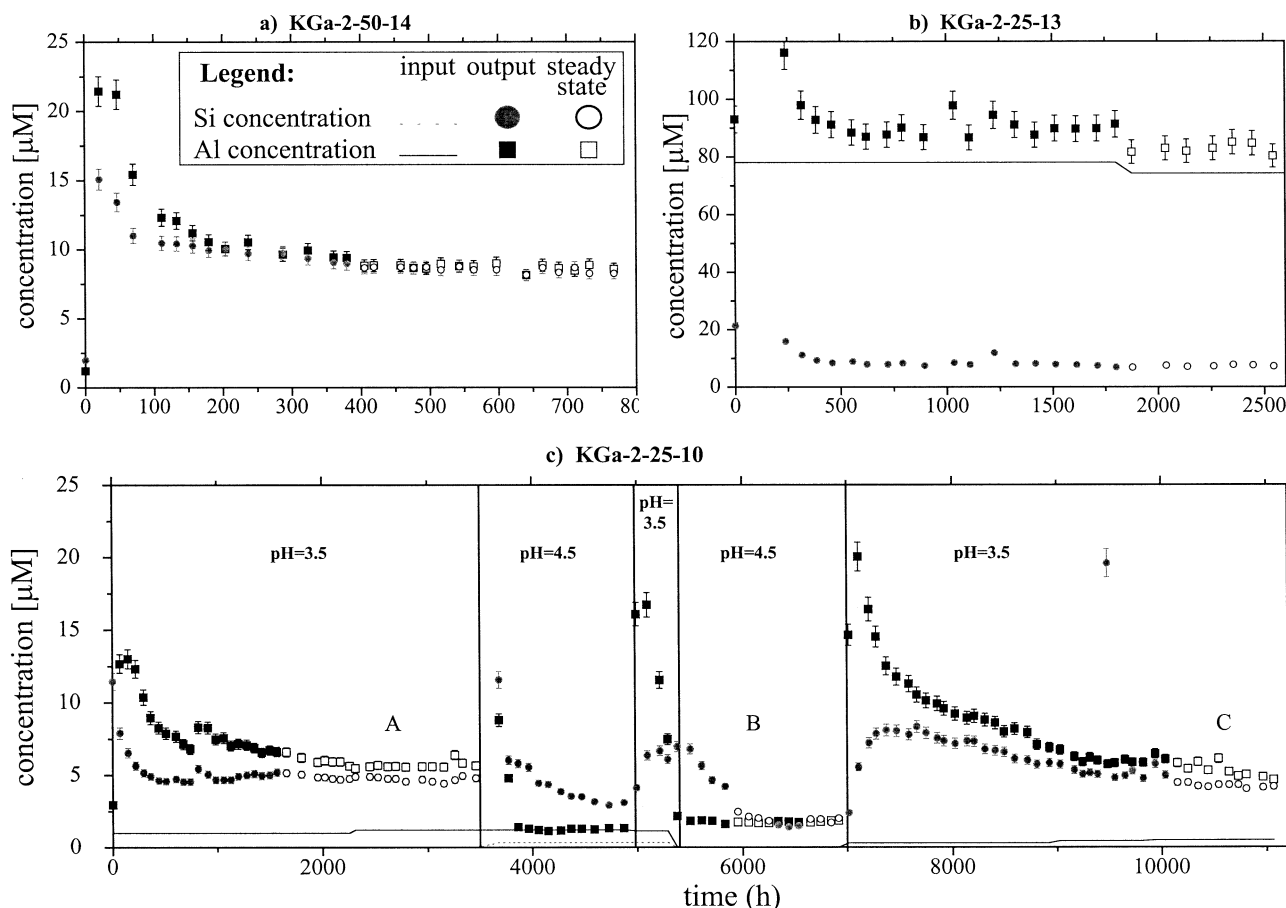 a) KGa-2-50-14
25
20
15
10
5
0
concentration [µM]
Legend:
input output steady state
Si concentration
Al concentration
0 100 200 300 400 500 600 700 80
b) KGa-2-25-13
120
100
80
60
40
20
0
concentration [µM]
0 500 1000 1500 2000 2500
c) KGa-2-25-10
25
20
15
10
5
0
concentration [µM]
pH=3.5
pH=4.5
pH=
3.5
pH=4.5
pH=3.5
A
B
C
0 2000 4000 6000 8000 10000
time (h)